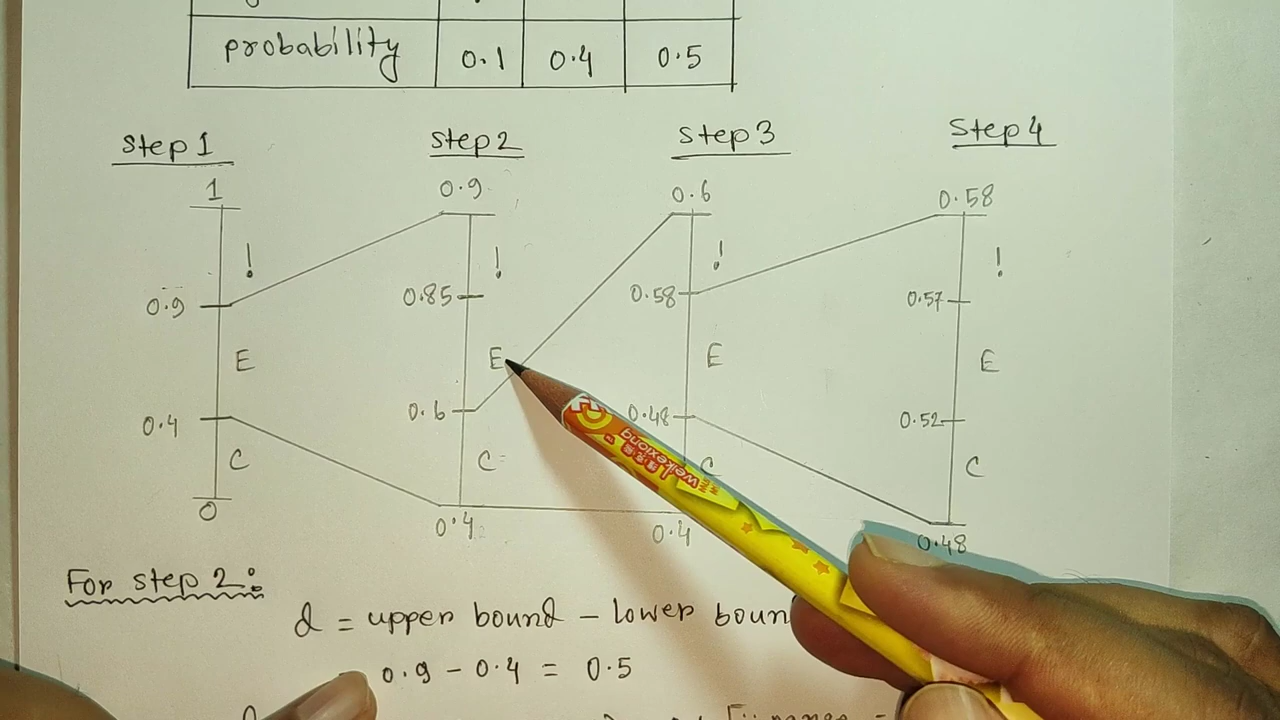 probability 0.1 0.4 0.5
Step 1 Step 2 Step 3 Step 4
1 0.9 0.6 0.58
! ! ! !
0.9 0.85 0.58 0.57
E E E E
0.4 0.6 0.48 0.52
C C C C
0 0.4 0.4 0.48
weikexiong
For step 2:
d = upper bound - lower boun
0.9 - 0.4 = 0.5